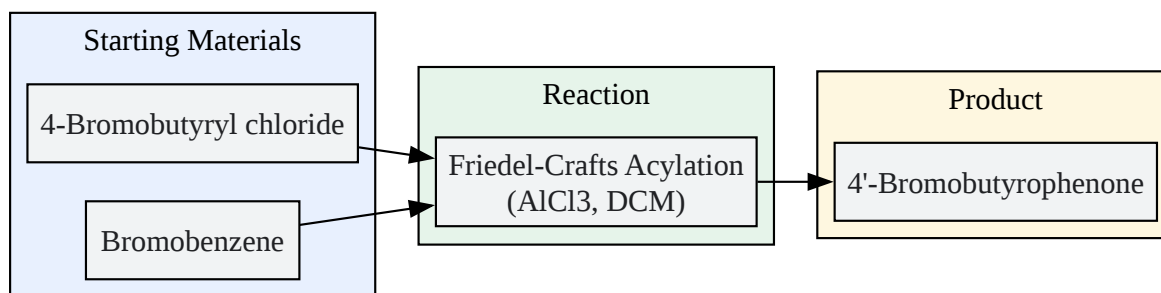 Starting Materials
4-Bromobutyryl chloride
Bromobenzene
Reaction
Friedel-Crafts Acylation
(AlCl3, DCM)
Product
4'-Bromobutyrophenone